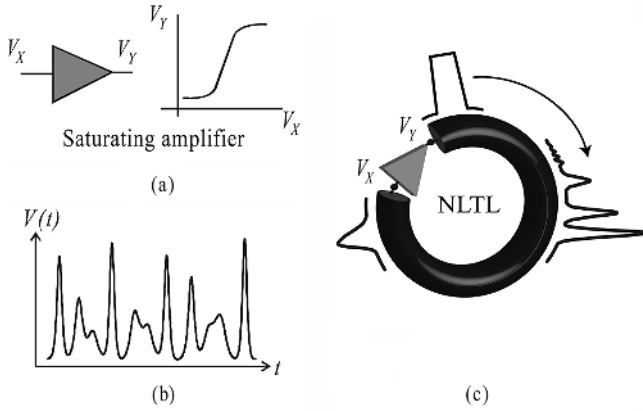 V_X
V_Y
V_Y
V_X
Saturating amplifier
(a)
V(t)
t
(b)
V_Y
V_X
NLTL
(c)